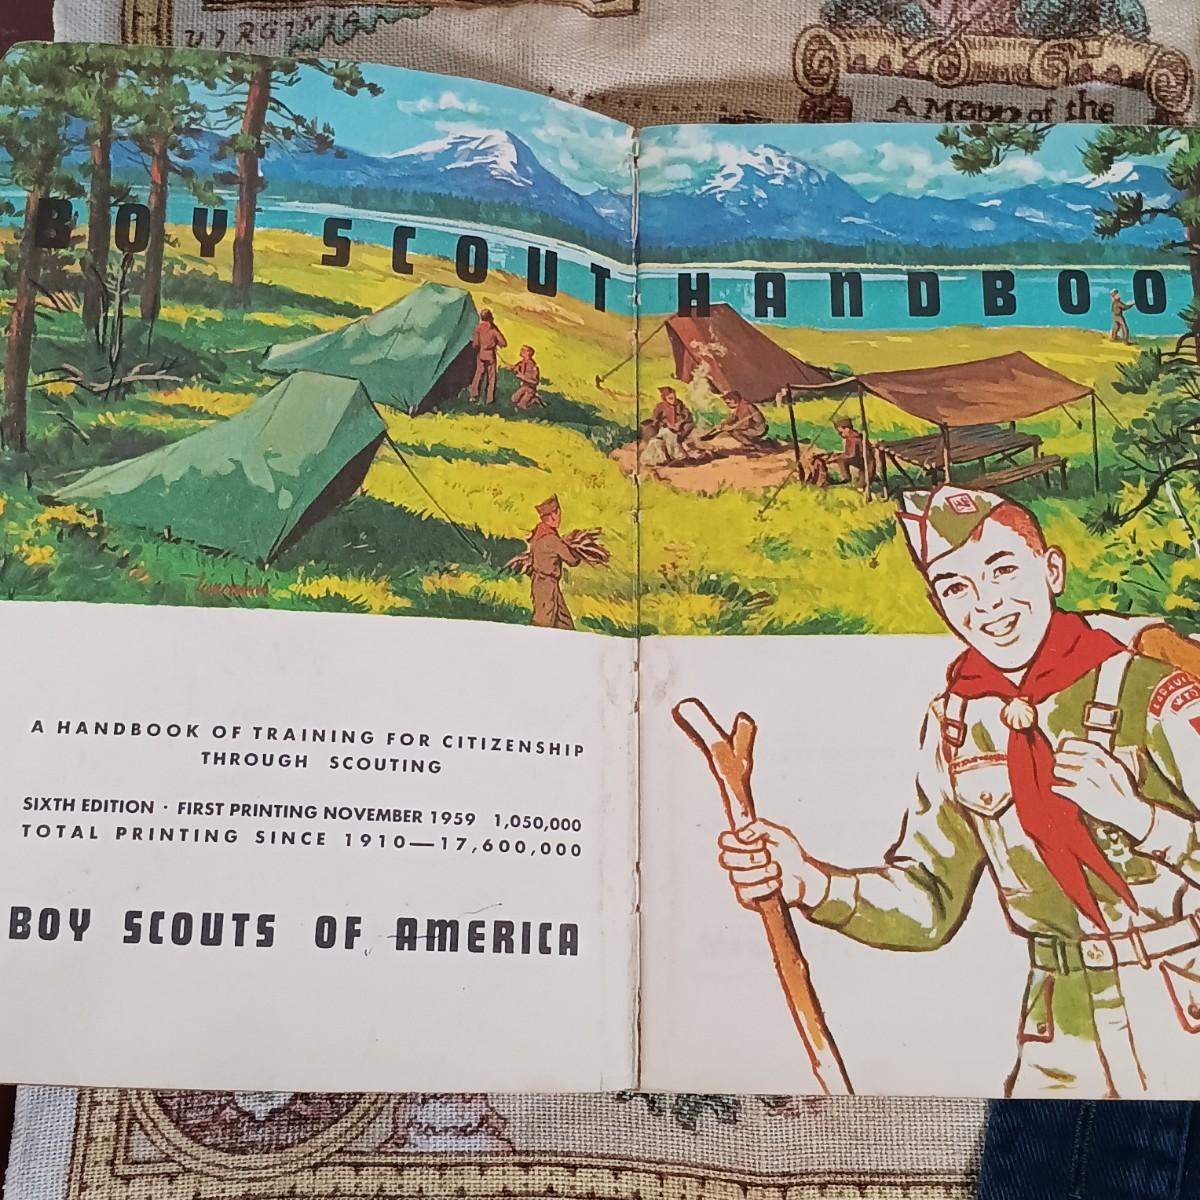 VIRGINIA
A Map of the
BOY SCOUT HANDBOO
A HANDBOOK OF TRAINING FOR CITIZENSHIP
THROUGH SCOUTING
SIXTH EDITION · FIRST PRINTING NOVEMBER 1959 1,050,000
TOTAL PRINTING SINCE 1910—17,600,000
BOY SCOUTS OF AMERICA